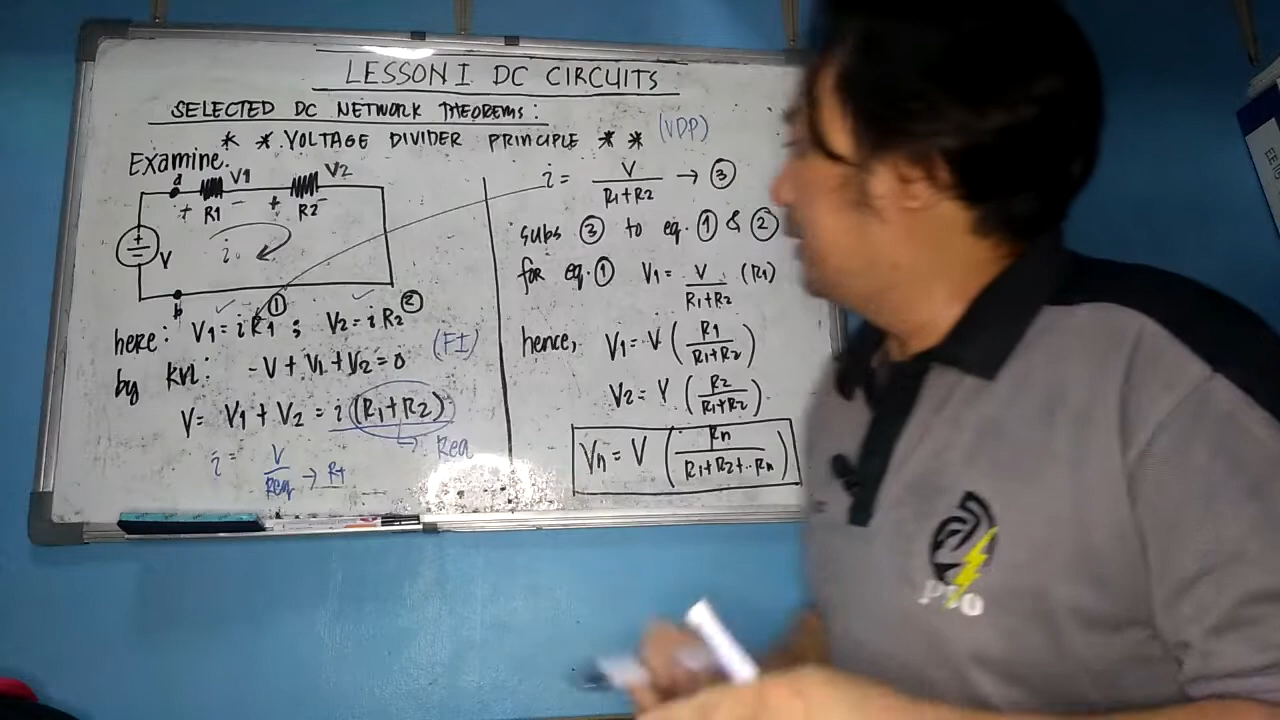 LESSON I DC CIRCUITS
SELECTED DC NETWORK THEOREMS:
* * VOLTAGE DIVIDER PRINCIPLE * *
(VDP)
Examine.
a
V1
V2
+ R1 -
+ R2 -
+
-
V
i
b
here: V1 = i R1 ① ; V2 = i R2 ②
by KVL: -V + V1 + V2 = 0
(FI)
V = V1 + V2 = i (R1+R2)
→ Req
i = V/Req → Rt
i = V/(R1+R2) → ③
subs ③ to eq. ① & ②
for eq. ① V1 = V/(R1+R2) (R1)
hence, V1 = V (R1/(R1+R2))
V2 = V (R2/(R1+R2))
Vn = V (Rn/(R1+R2+..Rn))